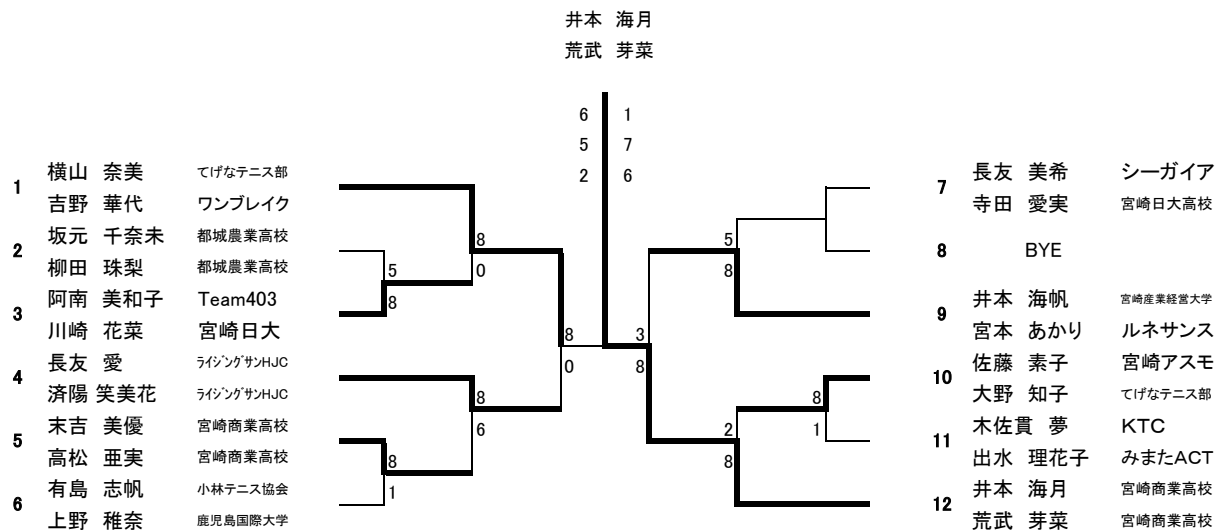 井本 海月
荒武 芽菜
6 1
5 7
2 6
1
横山 奈美 てげなテニス部
吉野 華代 ワンブレイク
2
坂元 千奈未 都城農業高校
柳田 珠梨 都城農業高校
3
阿南 美和子 Team403
川崎 花菜 宮崎日大
4
長友 愛 ライジングサンHJC
済陽 笑美花 ライジングサンHJC
5
末吉 美優 宮崎商業高校
高松 亜実 宮崎商業高校
6
有島 志帆 小林テニス協会
上野 稚奈 鹿児島国際大学
8
0
5
8
8
0
8
6
8
1
3
8
5
8
2
8
8
1
7
長友 美希 シーガイア
寺田 愛実 宮崎日大高校
8
BYE
9
井本 海帆 宮崎産業経営大学
宮本 あかり ルネサンス
10
佐藤 素子 宮崎アスモ
大野 知子 てげなテニス部
11
木佐貫 夢 KTC
出水 理花子 みまたACT
12
井本 海月 宮崎商業高校
荒武 芽菜 宮崎商業高校